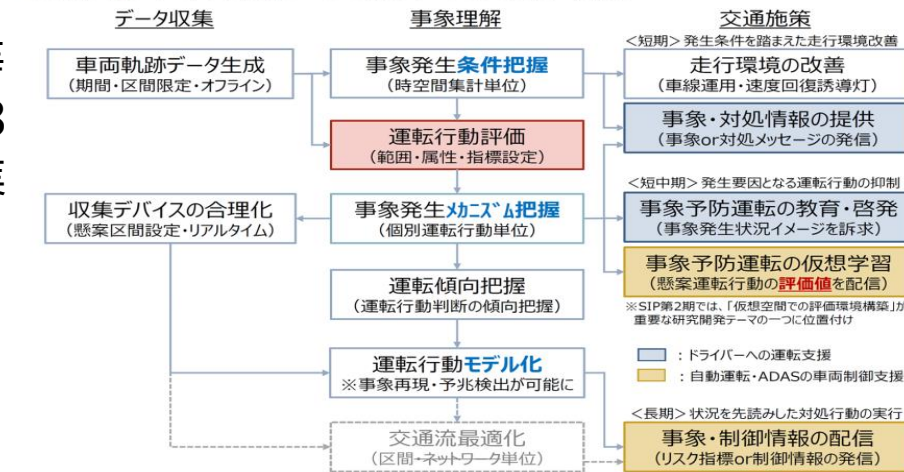 データ収集
事象理解
交通施策
車両軌跡データ生成
(期間・区間限定・オフライン)
収集デバイスの合理化
(懸案区間設定・リアルタイム)
事象発生条件把握
(時空間集計単位)
運転行動評価
(範囲・属性・指標設定)
事象発生メカニズム把握
(個別運転行動単位)
運転傾向把握
(運転行動判断の傾向把握)
運転行動モデル化
※事象再現・予兆検出が可能に
交通流最適化
(区間・ネットワーク単位)
<短期>発生条件を踏まえた走行環境改善
走行環境の改善
(車線運用・速度回復誘導灯)
事象・対処情報の提供
(事象or対処メッセージの発信)
<短中期>発生要因となる運転行動の抑制
事象予防運転の教育・啓発
(事象発生状況イメージを訴求)
事象予防運転の仮想学習
(懸案運転行動の評価値を配信)
※SIP第2期では、「仮想空間での評価環境構築」が
重要な研究開発テーマの一つに位置付け
:ドライバーへの運転支援
:自動運転・ADASの車両制御支援
<長期>状況を先読みした対処行動の実行
事象・制御情報の配信
(リスク指標or制御情報の発信)